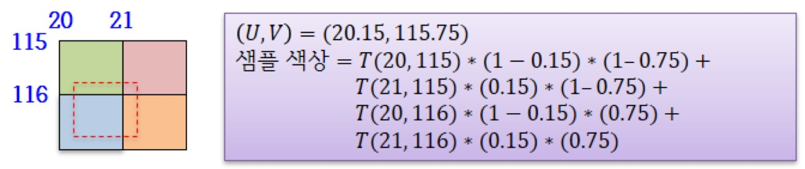 20 21
115
116
(U,V) = (20.15, 115.75)
샘플 색상 = T(20, 115) ∗ (1 − 0.15) ∗ (1– 0.75) +
T(21, 115) ∗ (0.15) ∗ (1– 0.75) +
T(20, 116) ∗ (1 − 0.15) ∗ (0.75) +
T(21, 116) ∗ (0.15) ∗ (0.75)